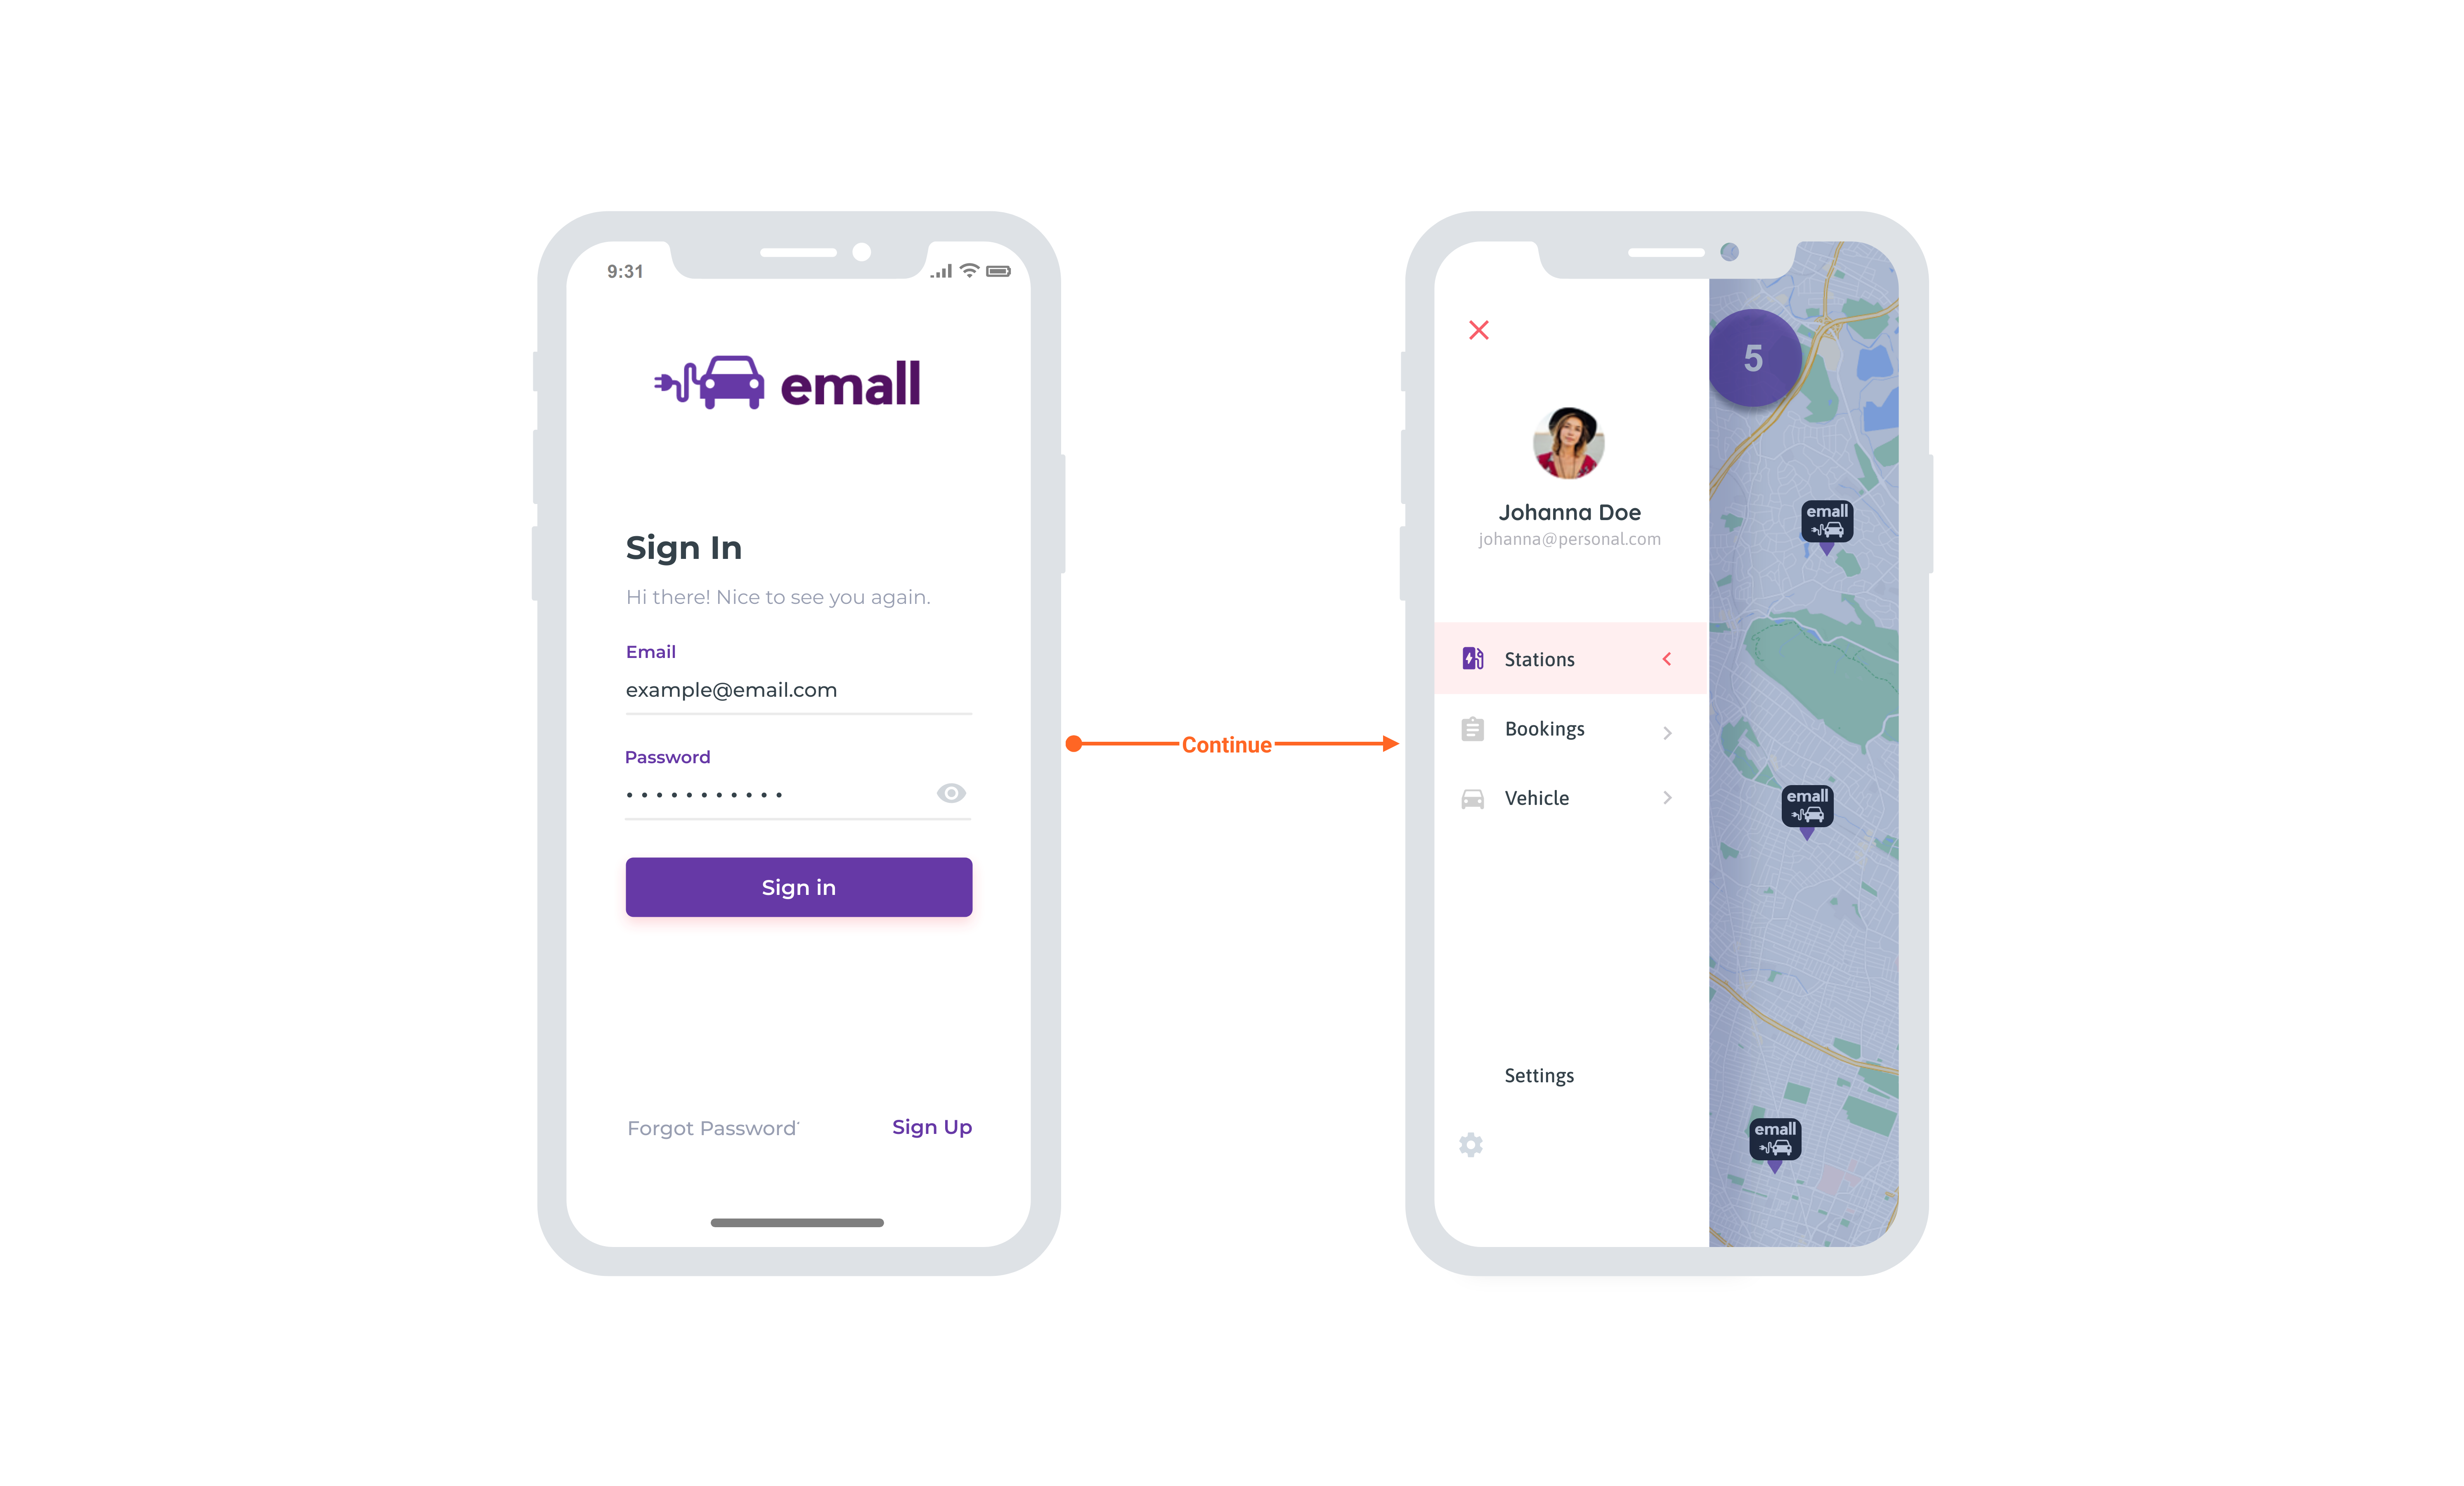 9:31
emall
Sign In
Hi there! Nice to see you again.
Email
example@email.com
Password
Sign in
Forgot Password
Sign Up
Continue
5
Johanna Doe
johanna@personal.com
emall
Stations
Bookings
Vehicle
emall
Settings
emall